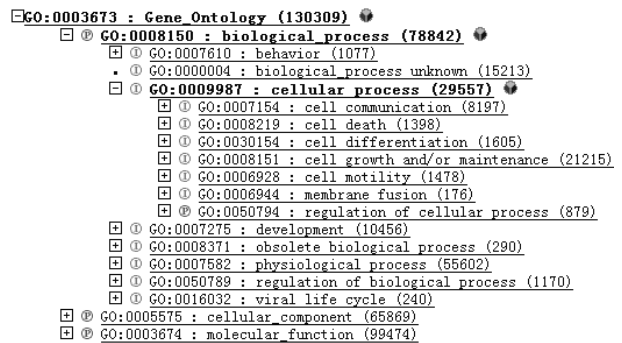 GO:0003673 : Gene_Ontology (130309)
GO:0008150 : biological_process (78842)
GO:0007610 : behavior (1077)
GO:0000004 : biological_process unknown (15213)
GO:0009987 : cellular process (29557)
GO:0007154 : cell communication (8197)
GO:0008219 : cell death (1398)
GO:0030154 : cell differentiation (1605)
GO:0008151 : cell growth and/or maintenance (21215)
GO:0006928 : cell motility (1478)
GO:0006944 : membrane fusion (176)
GO:0050794 : regulation of cellular process (879)
GO:0007275 : development (10456)
GO:0008371 : obsolete biological process (290)
GO:0007582 : physiological process (55602)
GO:0050789 : regulation of biological process (1170)
GO:0016032 : viral life cycle (240)
GO:0005575 : cellular_component (65869)
GO:0003674 : molecular_function (99474)